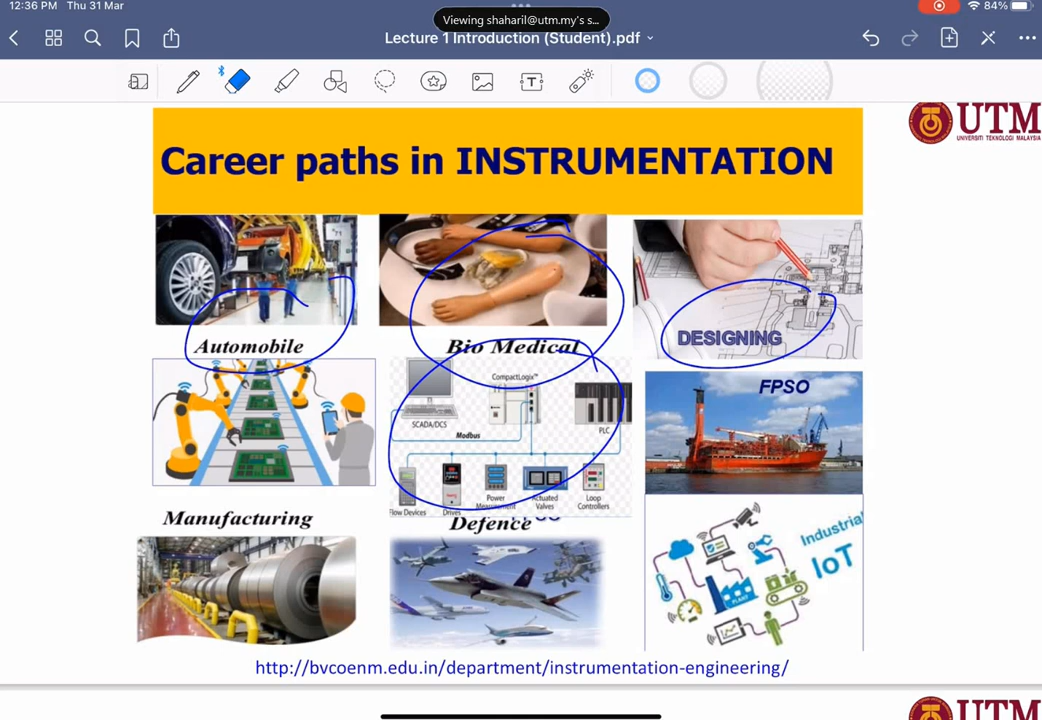 12:36 PM Thu 31 Mar
Viewing shaharil@utm.my's s...
84%
Lecture 1 Introduction (Student).pdf
UTM
UNIVERSITI TEKNOLOGI MALAYSIA
Career paths in INSTRUMENTATION
Automobile
Bio Medical
DESIGNING
CompactLogix™
SCADA/DCS
PLC
Modbus
FPSO
Flow Devices
Drives
Power Measurement
Actuated Valves
Loop Controllers
Manufacturing
Defence
Industrial
IoT
PLANT
http://bvcoenm.edu.in/department/instrumentation-engineering/
UTM